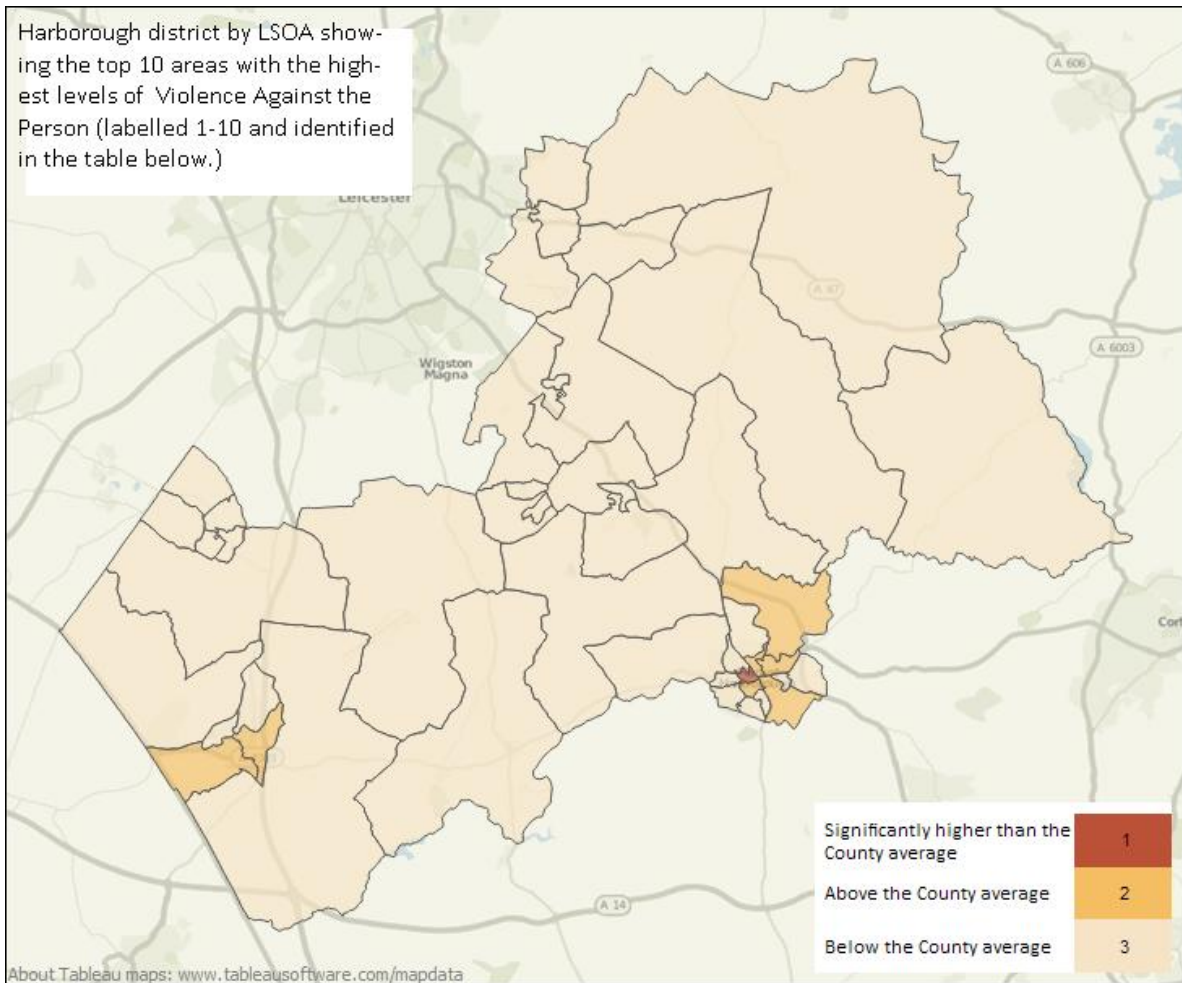 Harborough district by LSOA show-
ing the top 10 areas with the high-
est levels of Violence Against the
Person (labelled 1-10 and identified
in the table below.)
A 606
Leicester
A 47
A 6003
Wigston
Magna
A 14
Significantly higher than the
County average
1
Above the County average
2
Below the County average
3
About Tableau maps: www.tableausoftware.com/mapdata